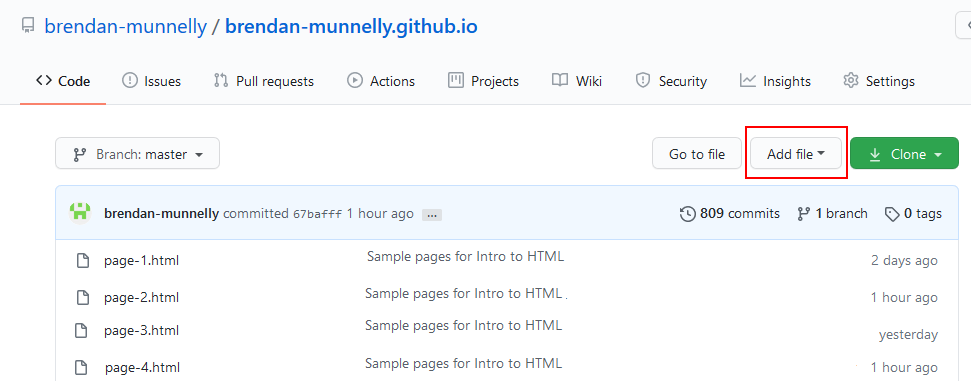 brendan-munnelly / brendan-munnelly.github.io
Code Issues Pull requests Actions Projects Wiki Security Insights Settings
Branch: master Go to file Add file Clone
brendan-munnelly committed 67bafff 1 hour ago ... 809 commits 1 branch 0 tags
page-1.html Sample pages for Intro to HTML 2 days ago
page-2.html Sample pages for Intro to HTML . 1 hour ago
page-3.html Sample pages for Intro to HTML yesterday
page-4.html Sample pages for Intro to HTML 1 hour ago